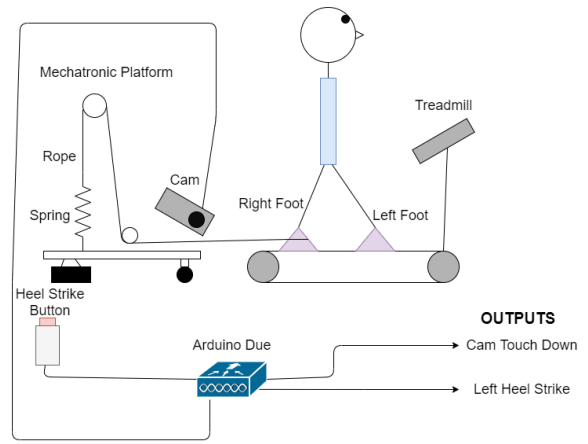 Mechatronic Platform
Treadmill
Rope
Cam
Spring
Right Foot
Left Foot
Heel Strike
Button
OUTPUTS
Arduino Due
Cam Touch Down
Left Heel Strike